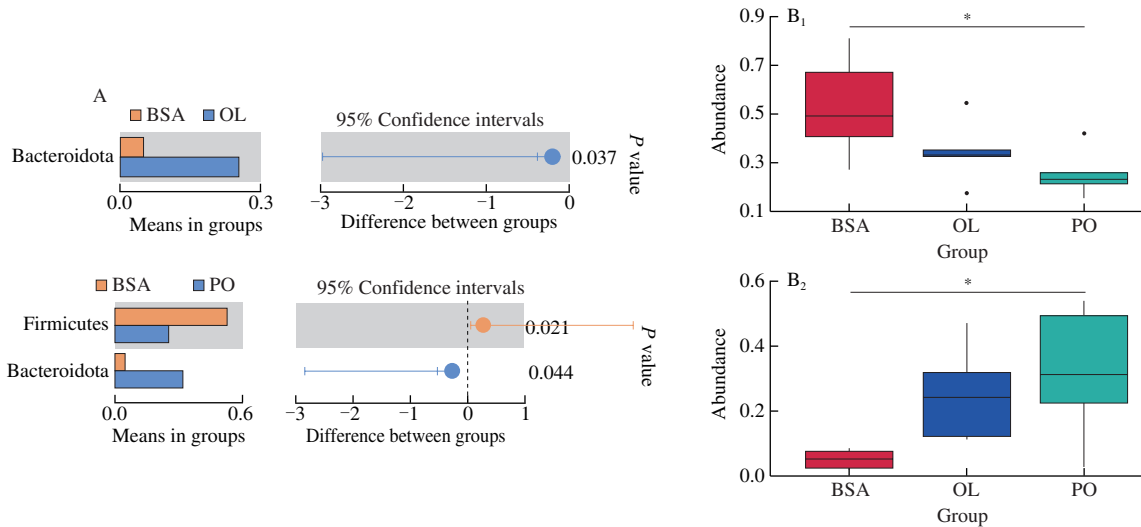 A
BSA OL
95% Confidence intervals
Bacteroidota
0.037
P value
0.0 0.3
Means in groups
−3 −2 −1 0
Difference between groups
BSA PO
95% Confidence intervals
Firmicutes
0.021
Bacteroidota
0.044
P value
0.0 0.6
Means in groups
−3 −2 −1 0 1
Difference between groups
B1
*
0.9
0.7
0.5
0.3
0.1
Abundance
BSA OL PO
Group
B2
*
0.6
0.4
0.2
0.0
Abundance
BSA OL PO
Group